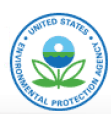 UNITED STATES
ENVIRONMENTAL PROTECTION AGENCY